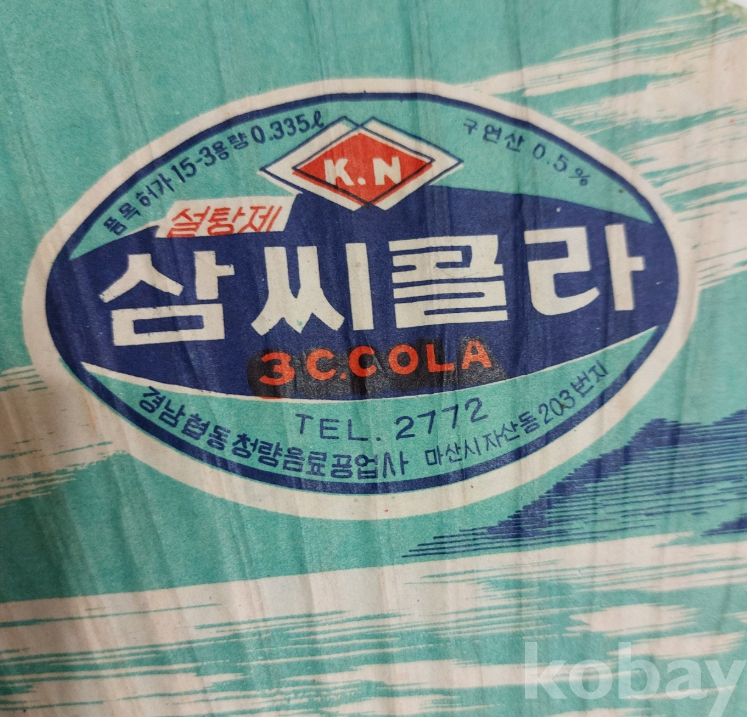 품목허가 15-3 용량 0.335ℓ
구연산 0.5%
K.N
설탕제
삼씨콜라
3C.COLA
TEL. 2772
경남협동청량음료공업사 마산시자산동203번지
kobay